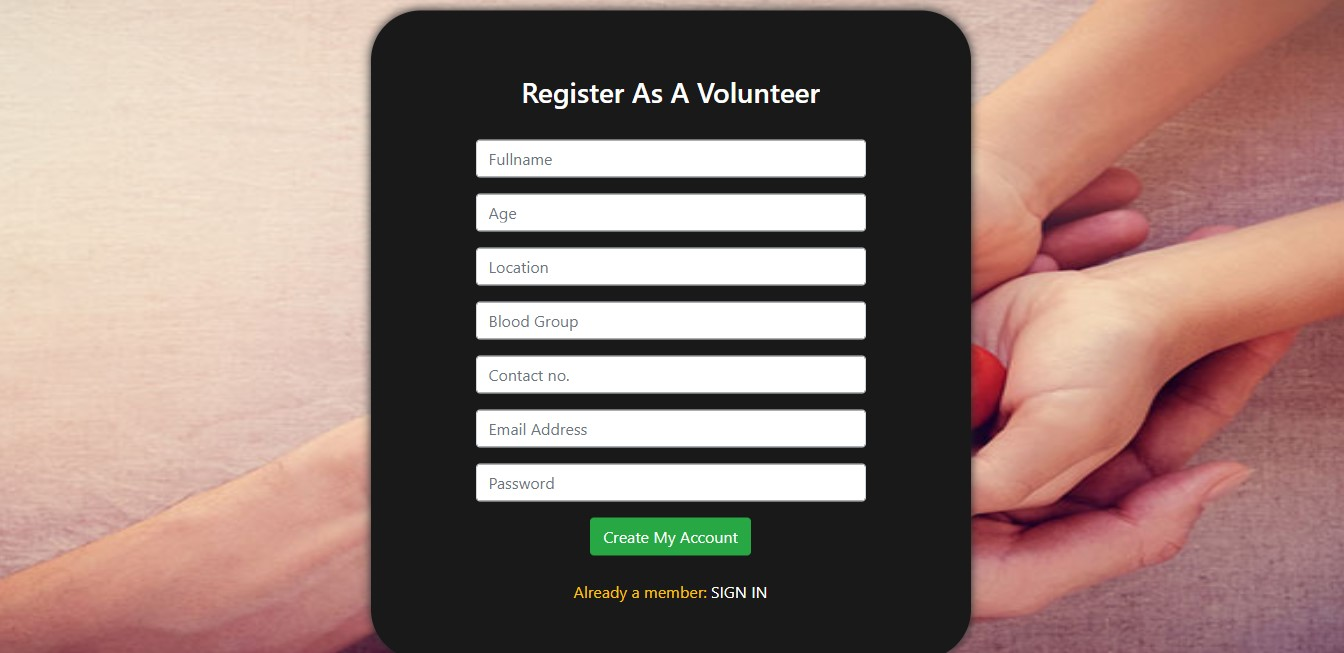 Register As A Volunteer
Fullname
Age
Location
Blood Group
Contact no.
Email Address
Password
Create My Account
Already a member: SIGN IN